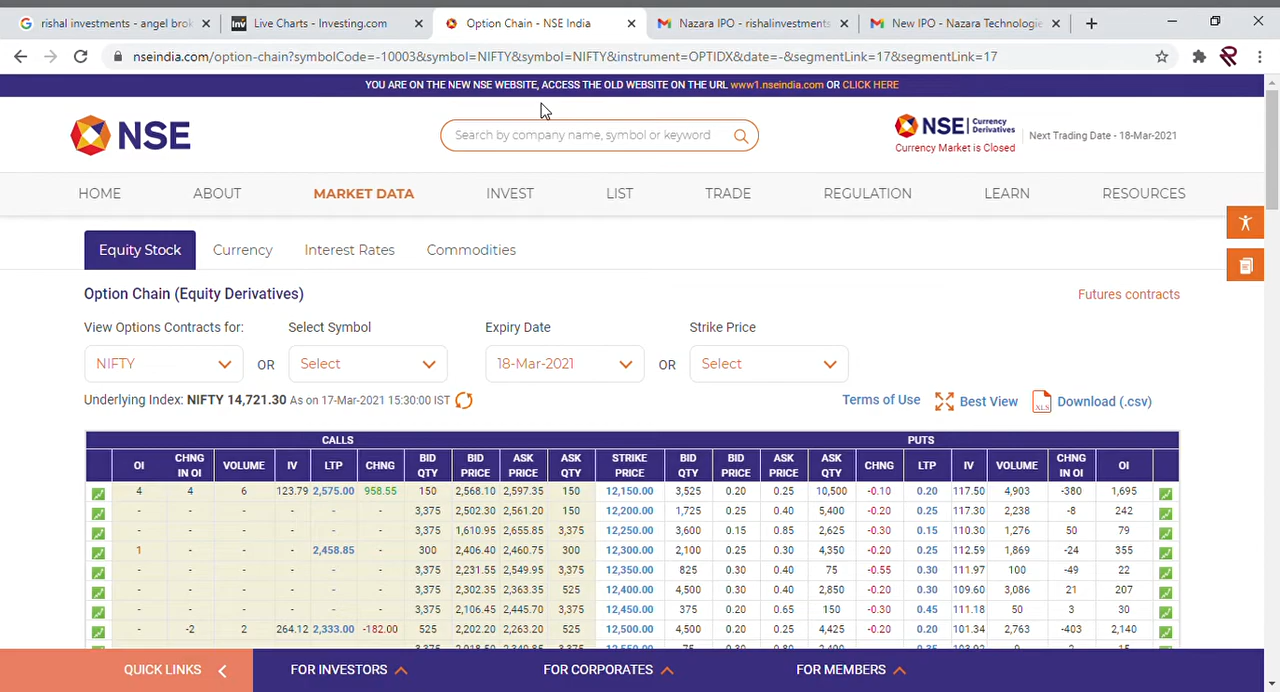 rishal investments - angel brok
Live Charts - Investing.com
Option Chain - NSE India
Nazara IPO - rishalinvestments
New IPO - Nazara Technologie
nseindia.com/option-chain?symbolCode=-10003&symbol=NIFTY&symbol=NIFTY&instrument=OPTIDX&date=-&segmentLink=17&segmentLink=17
YOU ARE ON THE NEW NSE WEBSITE, ACCESS THE OLD WEBSITE ON THE URL www1.nseindia.com OR CLICK HERE
NSE
Search by company name, symbol or keyword
NSE Currency Derivatives
Currency Market is Closed
Next Trading Date - 18-Mar-2021
HOME ABOUT MARKET DATA INVEST LIST TRADE REGULATION LEARN RESOURCES
Equity Stock Currency Interest Rates Commodities
Option Chain (Equity Derivatives) Futures contracts
View Options Contracts for: Select Symbol Expiry Date Strike Price
NIFTY OR Select 18-Mar-2021 OR Select
Underlying Index: NIFTY 14,721.30 As on 17-Mar-2021 15:30:00 IST Terms of Use Best View XLS Download (.csv)
CALLS PUTS
OI CHNG IN OI VOLUME IV LTP CHNG BID QTY BID PRICE ASK PRICE ASK QTY STRIKE PRICE BID QTY BID PRICE ASK PRICE ASK QTY CHNG LTP IV VOLUME CHNG IN OI OI
4 4 6 123.79 2,575.00 958.55 150 2,568.10 2,597.35 150 12,150.00 3,525 0.20 0.25 10,500 -0.10 0.20 117.50 4,903 -380 1,695
- - - - - - 3,375 2,502.30 2,561.20 150 12,200.00 1,725 0.25 0.40 5,400 -0.20 0.25 117.30 2,238 -8 242
- - - - - - 3,375 1,610.95 2,655.85 3,375 12,250.00 3,600 0.15 0.85 2,625 -0.30 0.15 110.30 1,276 50 79
1 - - - 2,458.85 - 300 2,406.40 2,460.75 300 12,300.00 2,100 0.25 0.30 4,350 -0.20 0.25 112.59 1,869 -24 355
- - - - - - 3,375 2,231.55 2,549.95 3,375 12,350.00 825 0.30 0.40 75 -0.55 0.30 111.97 100 -49 22
- - - - - - 3,375 2,302.35 2,363.35 525 12,400.00 4,500 0.30 0.40 2,850 -0.20 0.30 109.60 3,086 21 207
- - - - - - 3,375 2,106.45 2,445.70 3,375 12,450.00 375 0.20 0.65 150 -0.30 0.45 111.18 50 3 30
- -2 2 264.12 2,333.00 -182.00 525 2,202.20 2,263.20 525 12,500.00 4,500 0.20 0.25 4,425 -0.20 0.20 101.34 2,763 -403 2,140
QUICK LINKS FOR INVESTORS FOR CORPORATES FOR MEMBERS